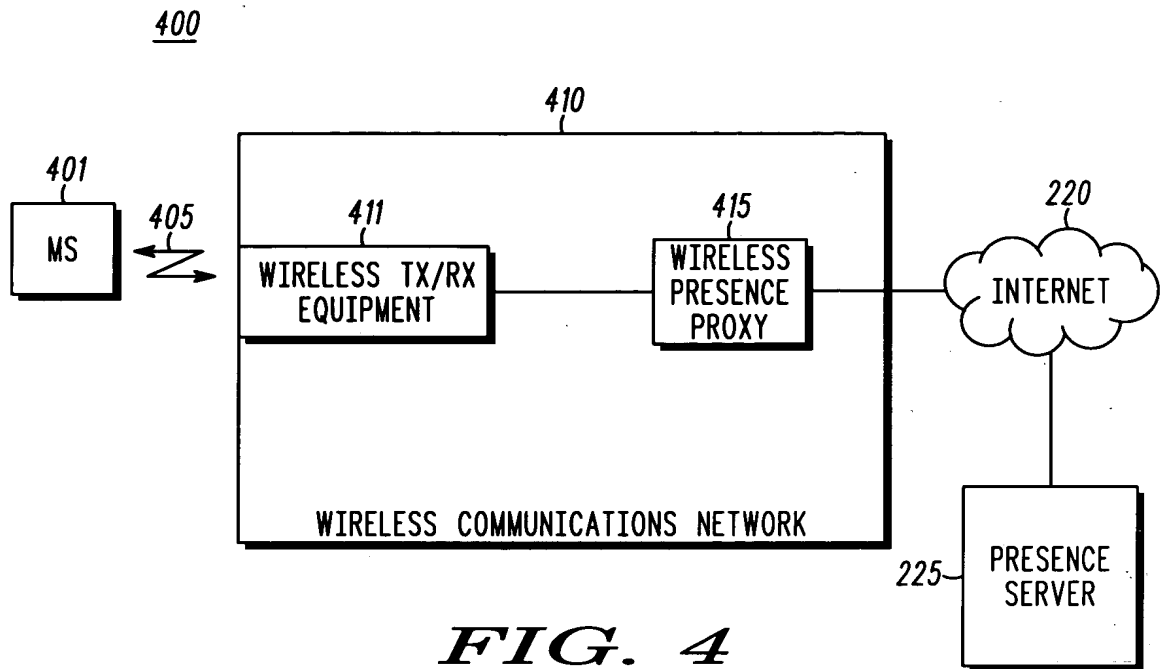 400
410
401
MS
405
411
WIRELESS TX/RX
EQUIPMENT
415
WIRELESS
PRESENCE
PROXY
220
INTERNET
WIRELESS COMMUNICATIONS NETWORK
225
PRESENCE
SERVER
FIG. 4